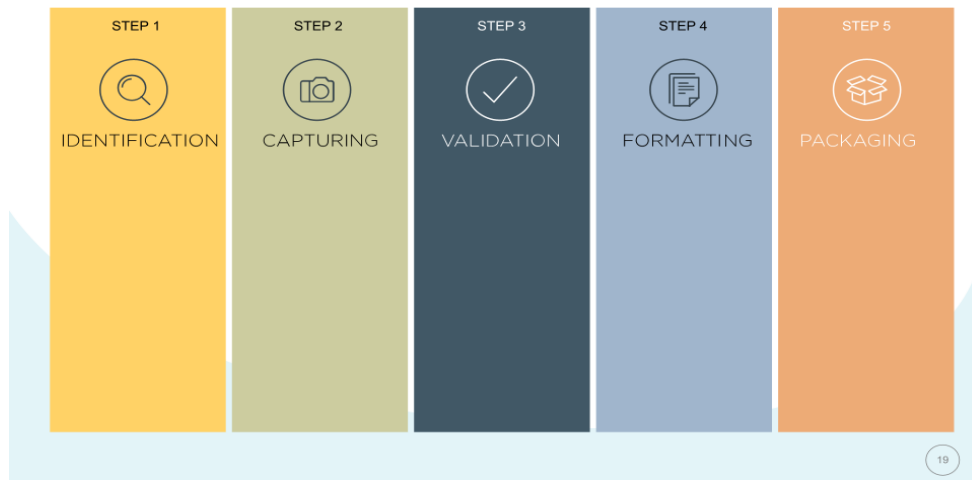 STEP 1
IDENTIFICATION
STEP 2
CAPTURING
STEP 3
VALIDATION
STEP 4
FORMATTING
STEP 5
PACKAGING
19